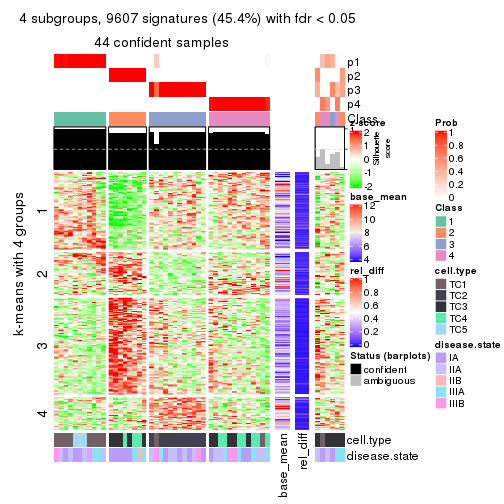 4 subgroups, 9607 signatures (45.4%) with fdr < 0.05
44 confident samples
p1
p2
p3
p4
Class
Silhouette
score
1
k-means with 4 groups
1
2
3
4
cell.type
disease.state
base_mean
rel_diff
z-score
2
1
0
-1
-2
base_mean
12
10
8
6
4
rel_diff
1
0.8
0.6
0.4
0.2
0
Status (barplots)
confident
ambiguous
Prob
1
0.8
0.6
0.4
0.2
0
Class
1
2
3
4
cell.type
TC1
TC2
TC3
TC4
TC5
disease.state
IA
IIA
IIB
IIIA
IIIB